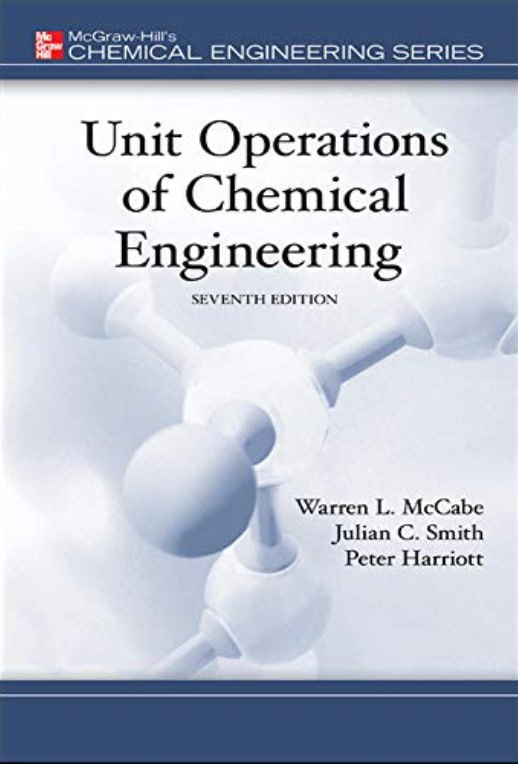 Mc
Graw
Hill
McGraw-Hill's
CHEMICAL ENGINEERING SERIES
Unit Operations
of Chemical
Engineering
SEVENTH EDITION
Warren L. McCabe
Julian C. Smith
Peter Harriott